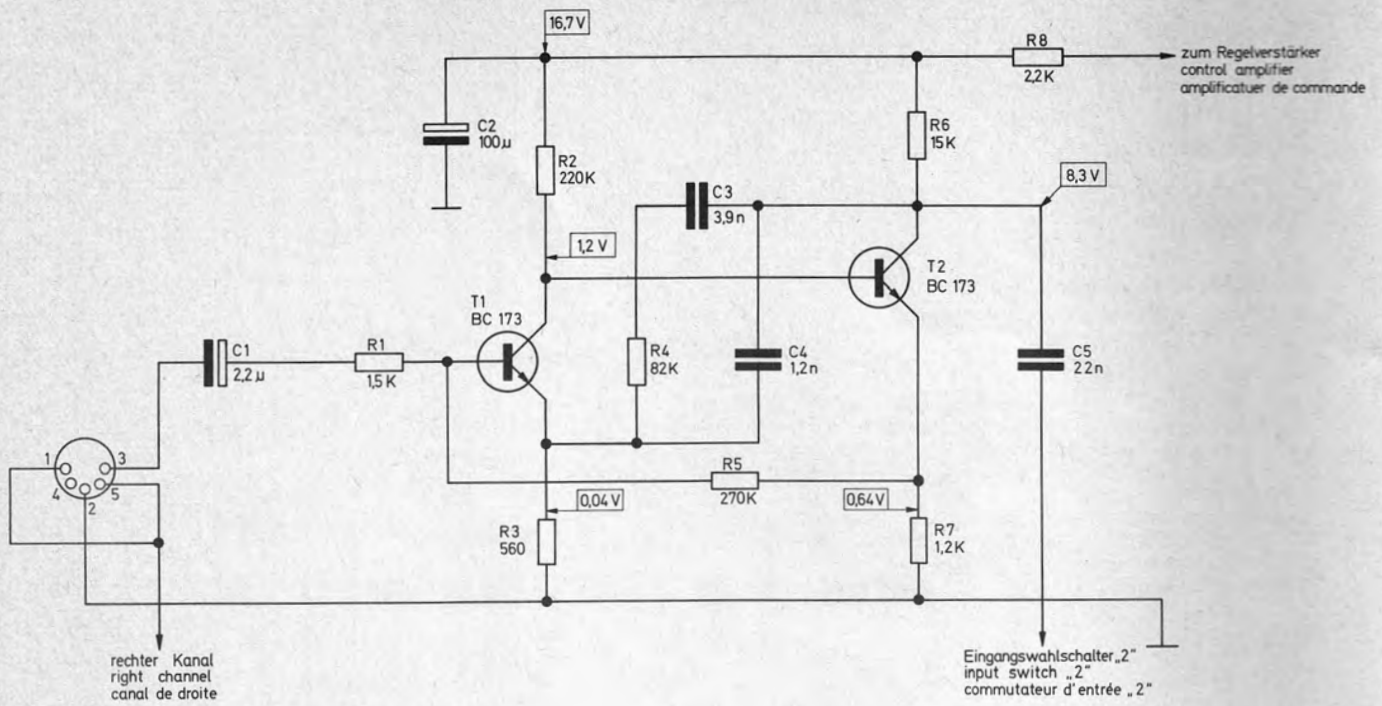 16,7 V
R8
2,2K
zum Regelverstärker
control amplifier
amplificatuer de commande
C2
100µ
R6
15K
R2
220K
8,3 V
C3
3,9 n
1,2 V
T2
BC 173
T1
BC 173
C1
2,2 µ
R1
1,5K
R4
82K
C4
1,2n
C5
22n
1
3
4
5
2
R5
270K
0,04 V
0,64V
R3
560
R7
1,2K
rechter Kanal
right channel
canal de droite
Eingangswahlschalter „2"
input switch „2"
commutateur d'entrée „2"